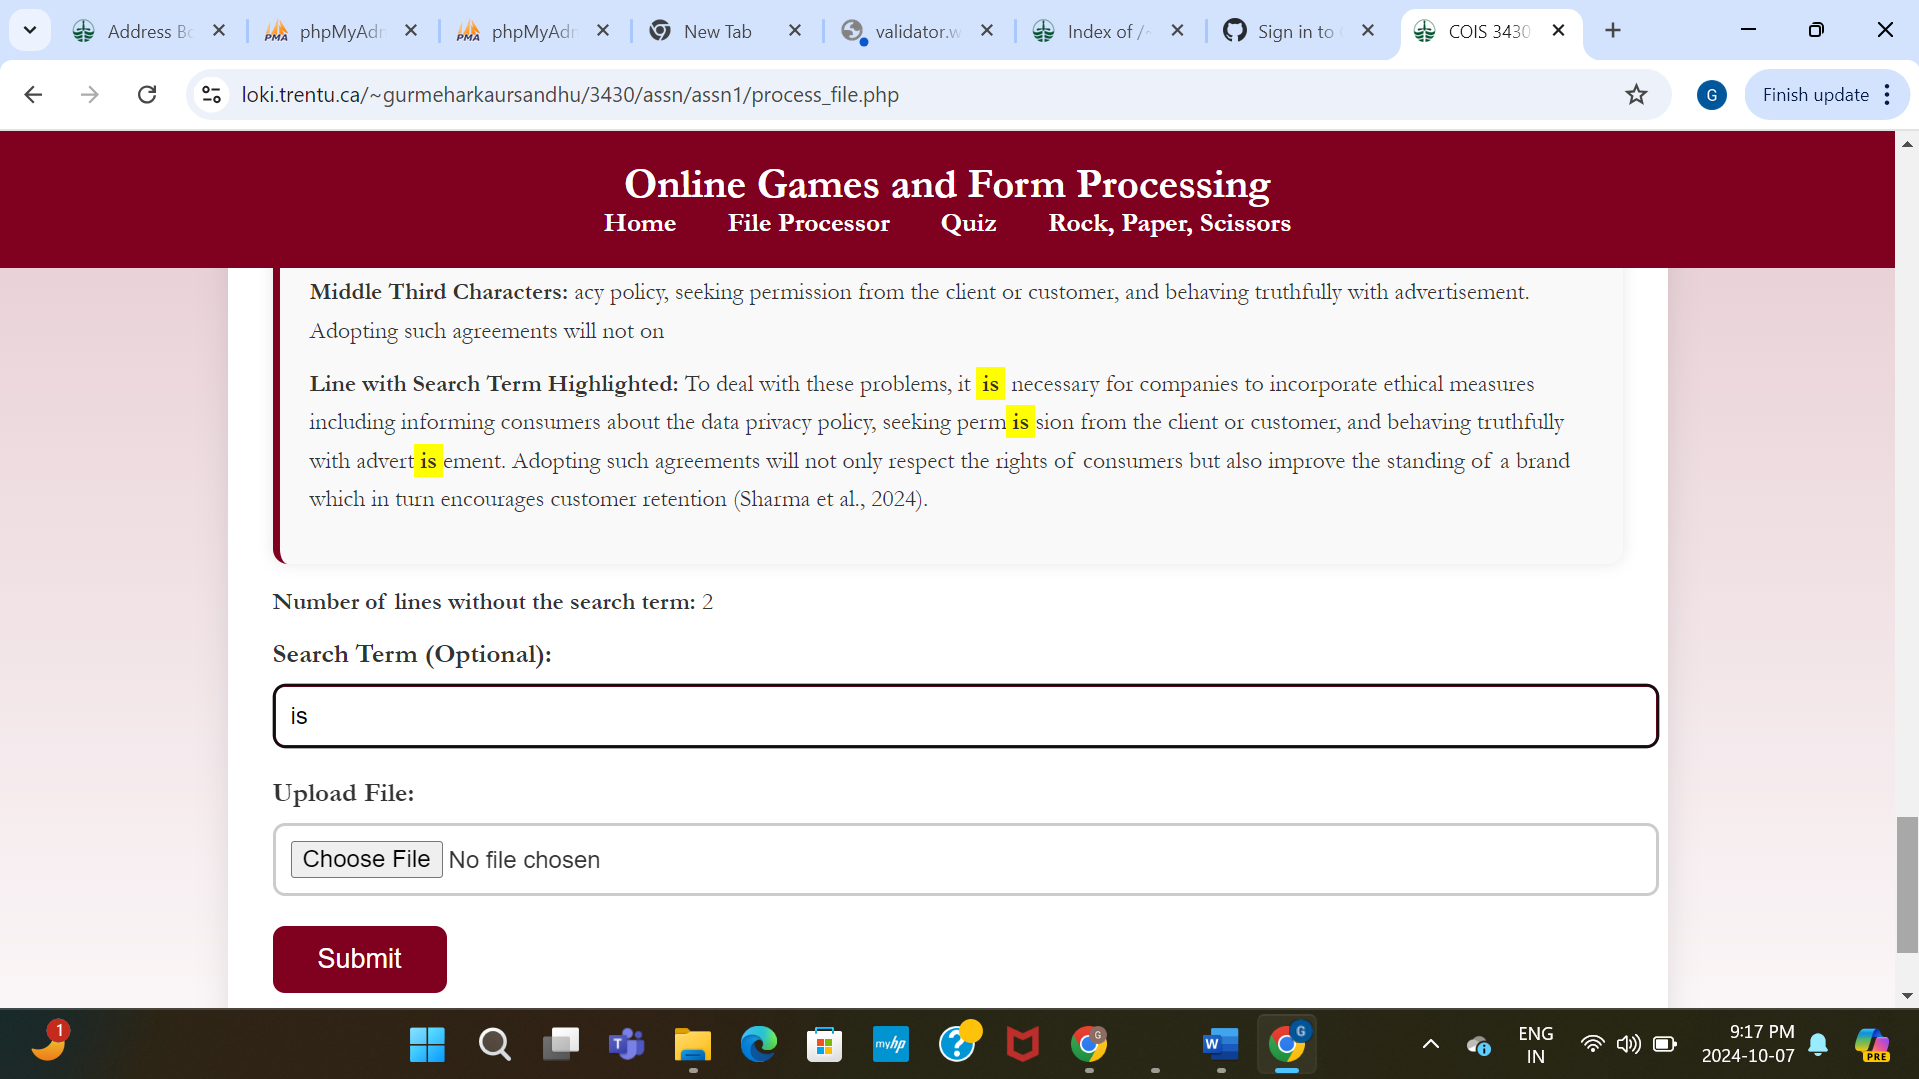 Address Bo
phpMyAdn
phpMyAdn
New Tab
validator.w
Index of /~
Sign in to
COIS 3430
loki.trentu.ca/~gurmeharkaursandhu/3430/assn/assn1/process_file.php
G
Finish update
Online Games and Form Processing
Home File Processor Quiz Rock, Paper, Scissors
Middle Third Characters: acy policy, seeking permission from the client or customer, and behaving truthfully with advertisement.
Adopting such agreements will not on
Line with Search Term Highlighted: To deal with these problems, it is necessary for companies to incorporate ethical measures
including informing consumers about the data privacy policy, seeking permission from the client or customer, and behaving truthfully
with advertisement. Adopting such agreements will not only respect the rights of consumers but also improve the standing of a brand
which in turn encourages customer retention (Sharma et al., 2024).
Number of lines without the search term: 2
Search Term (Optional):
is
Upload File:
Choose File No file chosen
Submit
1
myhp
ENG
IN
9:17 PM
2024-10-07
PRE